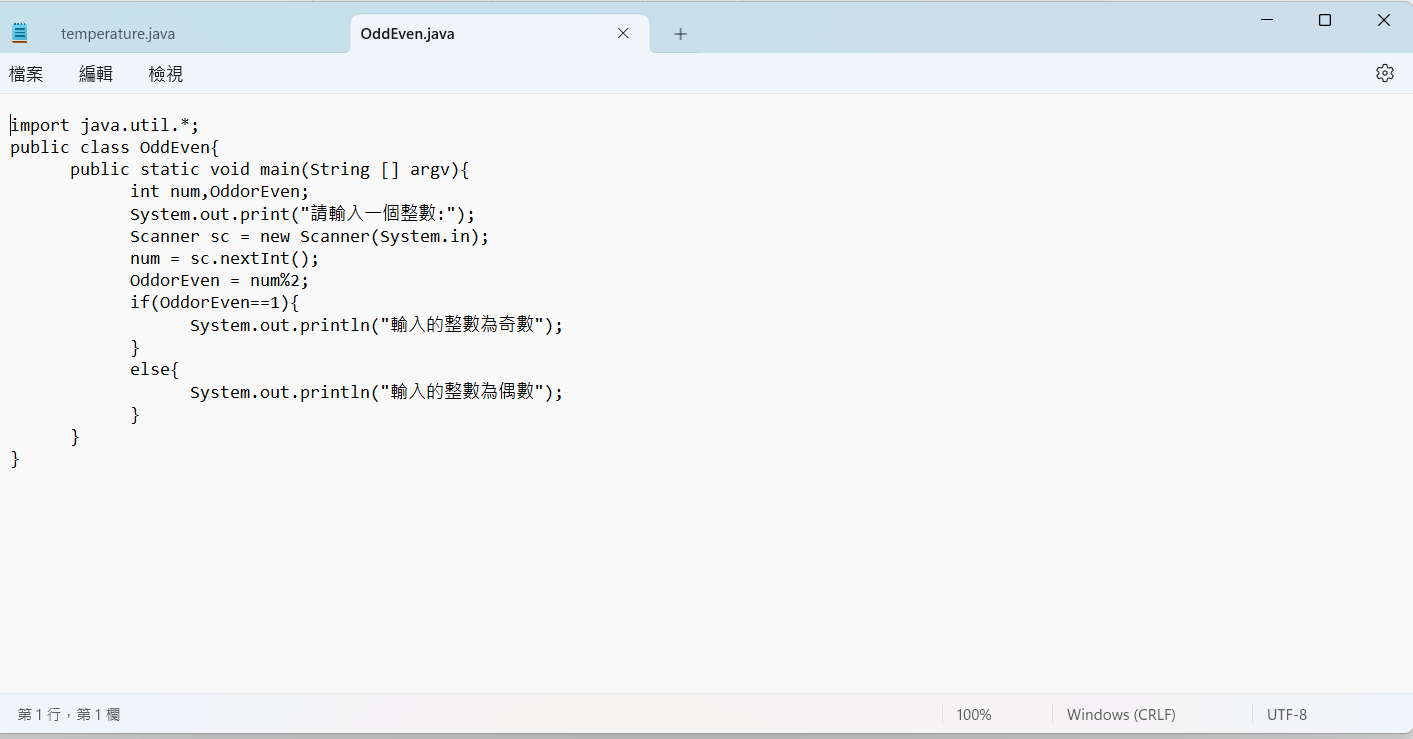 temperature.java OddEven.java
檔案 編輯 檢視
import java.util.*;
public class OddEven{
      public static void main(String [] argv){
            int num,OddorEven;
            System.out.print("請輸入一個整數:");
            Scanner sc = new Scanner(System.in);
            num = sc.nextInt();
            OddorEven = num%2;
            if(OddorEven==1){
                  System.out.println("輸入的整數為奇數");
            }
            else{
                  System.out.println("輸入的整數為偶數");
            }
      }
}
第 1 行，第 1 欄 100% Windows (CRLF) UTF-8